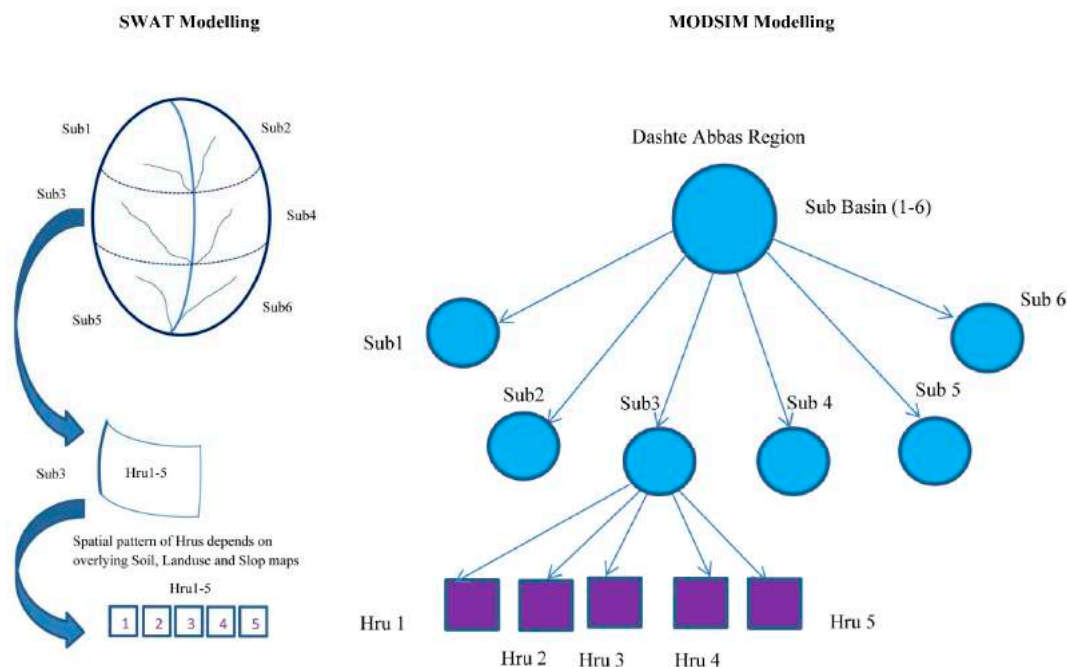 SWAT Modelling
Sub1
Sub2
Sub3
Sub4
Sub5
Sub6
Sub3
Hru1-5
Spatial pattern of Hrus depends on
overlying Soil, Landuse and Slop maps
Hru1-5
1 2 3 4 5
MODSIM Modelling
Dashte Abbas Region
Sub Basin (1-6)
Sub1
Sub2
Sub3
Sub 4
Sub 5
Sub 6
Hru 1
Hru 2
Hru 3
Hru 4
Hru 5